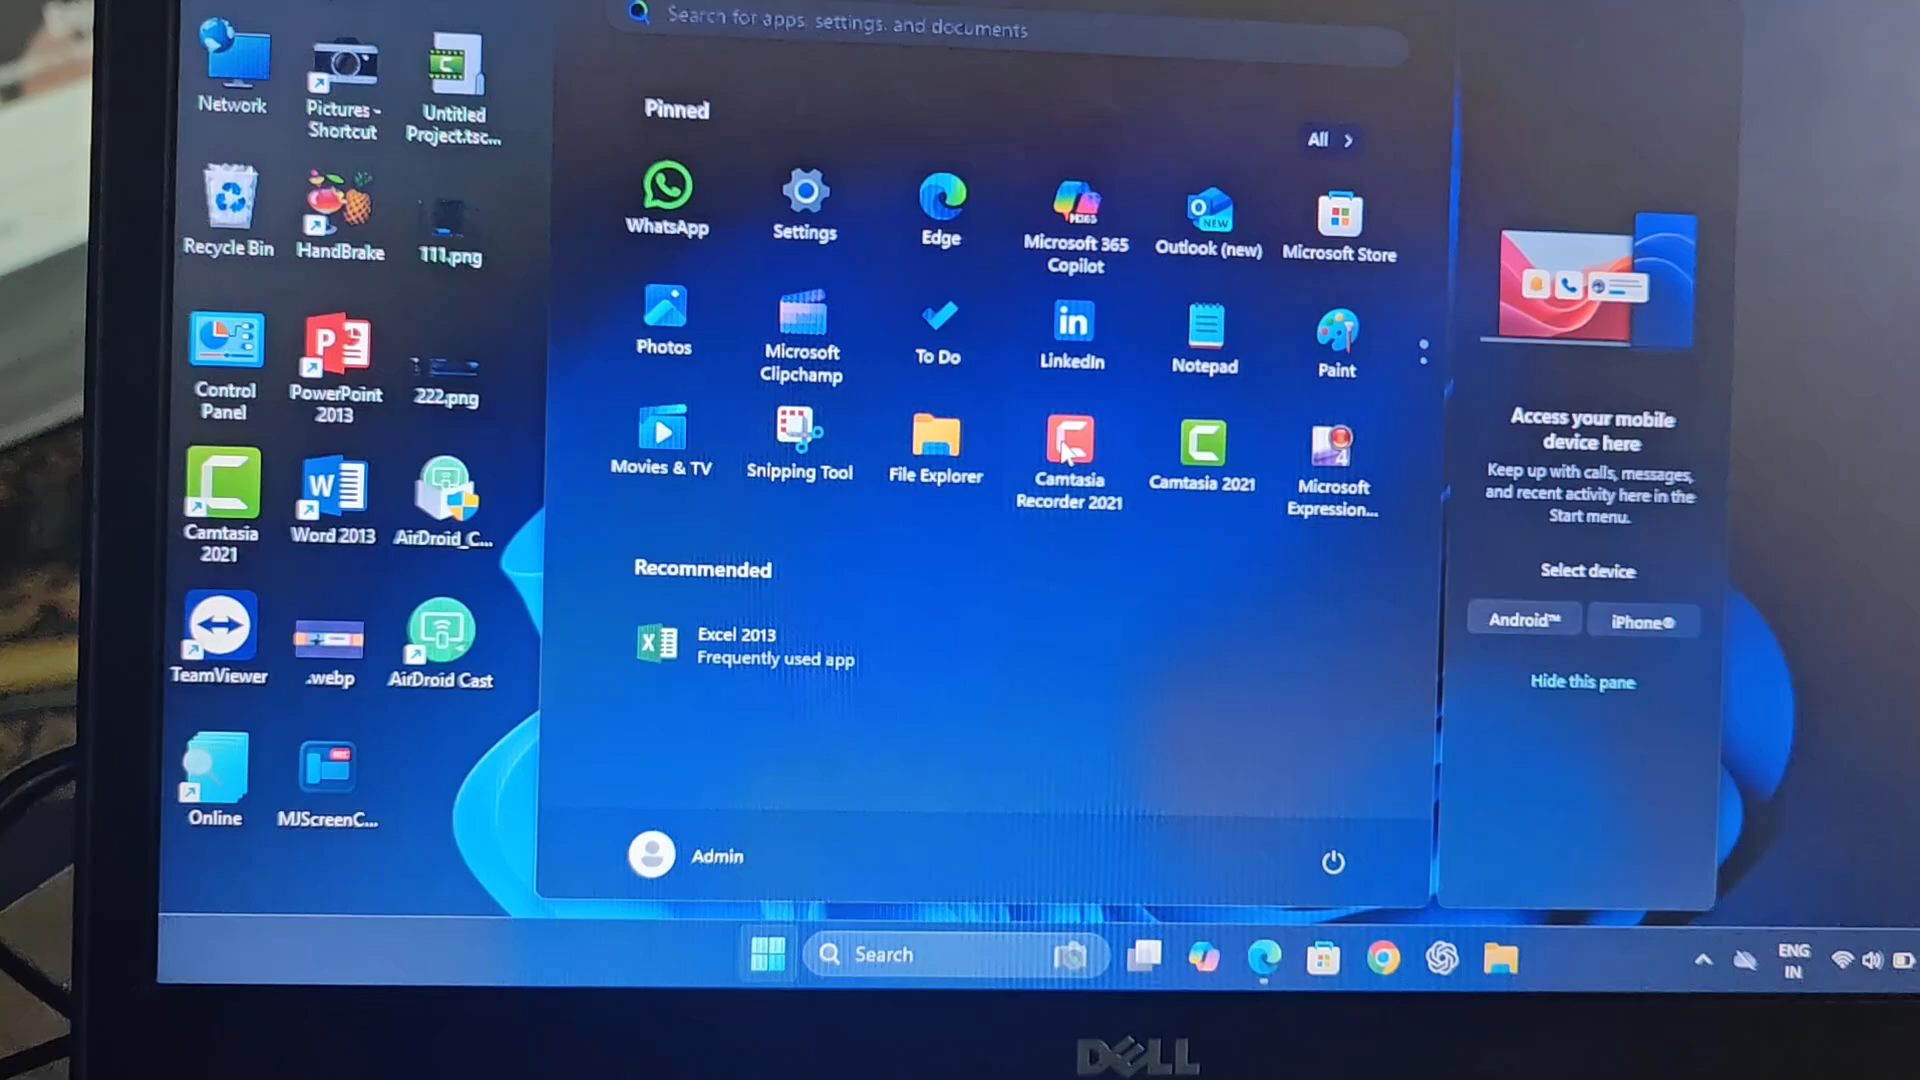 Search for apps, settings, and documents
Network
Pictures -
Shortcut
Untitled
Project.tsc...
Recycle Bin
HandBrake
111.png
Control
Panel
PowerPoint
2013
222.png
Camtasia
2021
Word 2013
AirDroid_C...
TeamViewer
.webp
AirDroid Cast
Online
MJScreenC...
Pinned
All
WhatsApp
Settings
Edge
M365
Microsoft 365
Copilot
NEW
Outlook (new)
Microsoft Store
Photos
Microsoft
Clipchamp
To Do
LinkedIn
Notepad
Paint
Movies & TV
Snipping Tool
File Explorer
Camtasia
Recorder 2021
Camtasia 2021
4
Microsoft
Expression...
Recommended
Excel 2013
Frequently used app
Admin
Access your mobile
device here
Keep up with calls, messages,
and recent activity here in the
Start menu.
Select device
Android™
iPhone®
Hide this pane
Search
ENG
IN
DELL